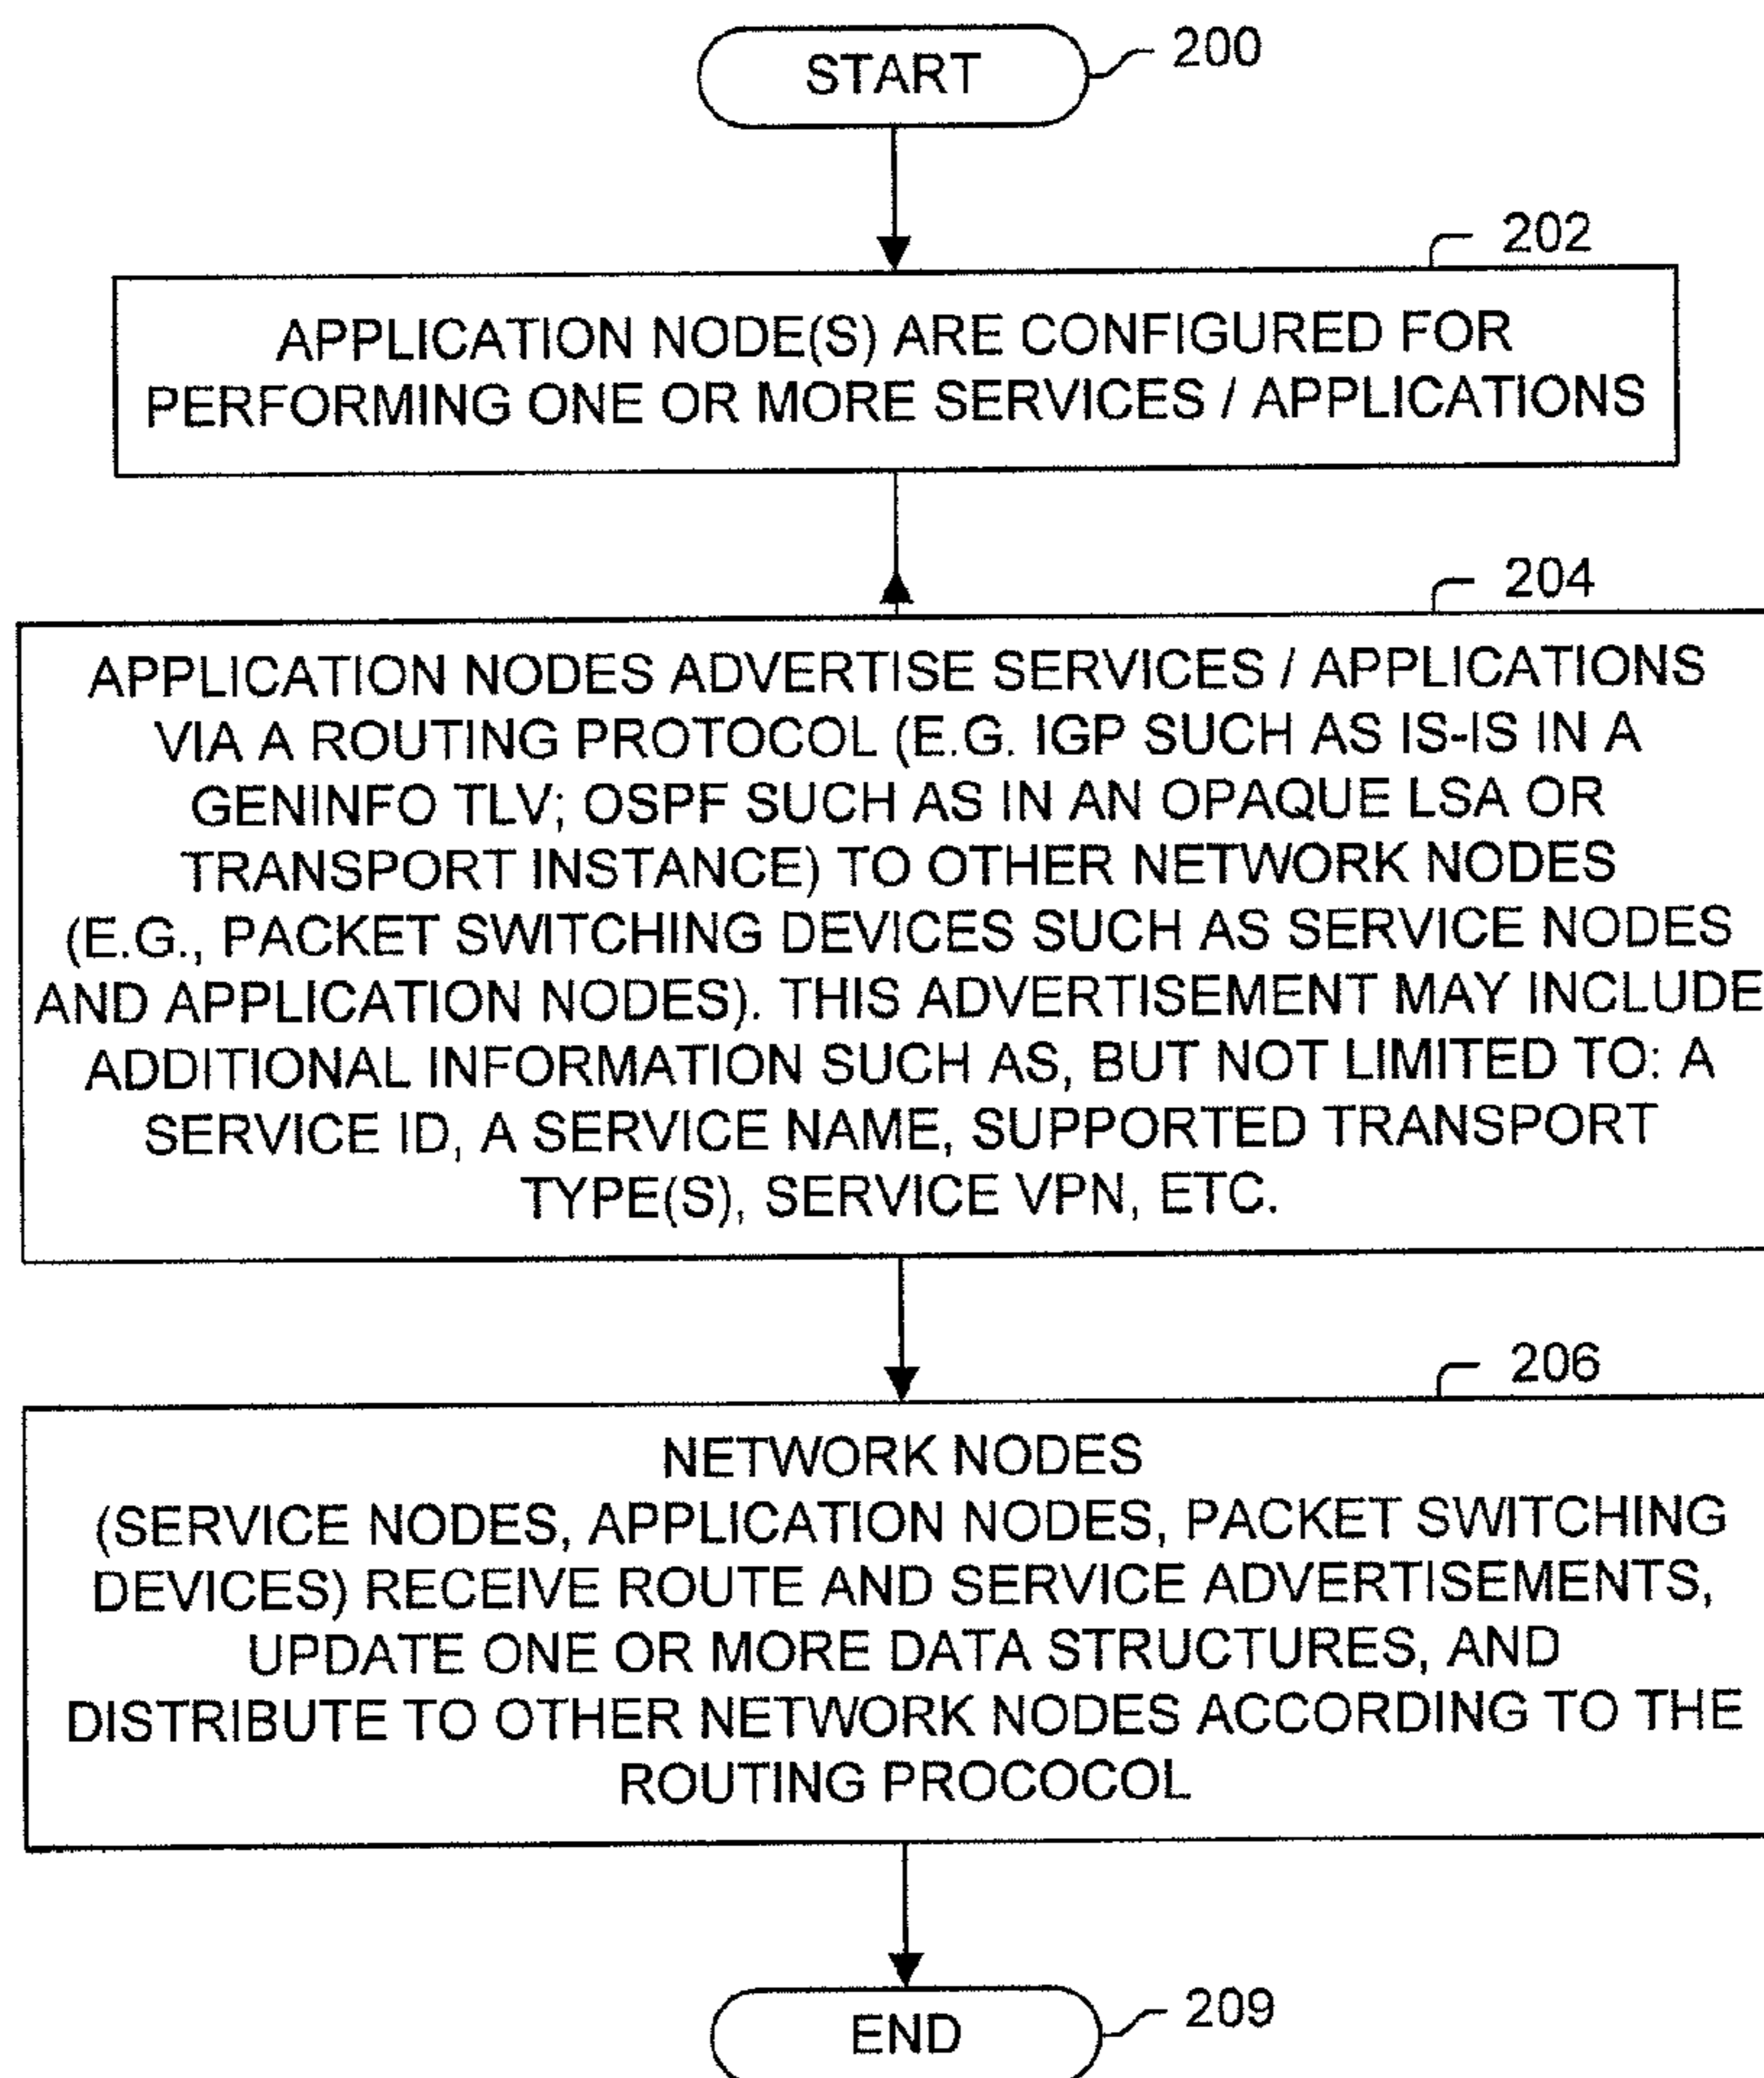 START
200
202
APPLICATION NODE(S) ARE CONFIGURED FOR
PERFORMING ONE OR MORE SERVICES / APPLICATIONS
204
APPLICATION NODES ADVERTISE SERVICES / APPLICATIONS
VIA A ROUTING PROTOCOL (E.G. IGP SUCH AS IS-IS IN A
GENINFO TLV; OSPF SUCH AS IN AN OPAQUE LSA OR
TRANSPORT INSTANCE) TO OTHER NETWORK NODES
(E.G., PACKET SWITCHING DEVICES SUCH AS SERVICE NODES
AND APPLICATION NODES). THIS ADVERTISEMENT MAY INCLUDE
ADDITIONAL INFORMATION SUCH AS, BUT NOT LIMITED TO: A
SERVICE ID, A SERVICE NAME, SUPPORTED TRANSPORT
TYPE(S), SERVICE VPN, ETC.
206
NETWORK NODES
(SERVICE NODES, APPLICATION NODES, PACKET SWITCHING
DEVICES) RECEIVE ROUTE AND SERVICE ADVERTISEMENTS,
UPDATE ONE OR MORE DATA STRUCTURES, AND
DISTRIBUTE TO OTHER NETWORK NODES ACCORDING TO THE
ROUTING PROCOCOL
END
209